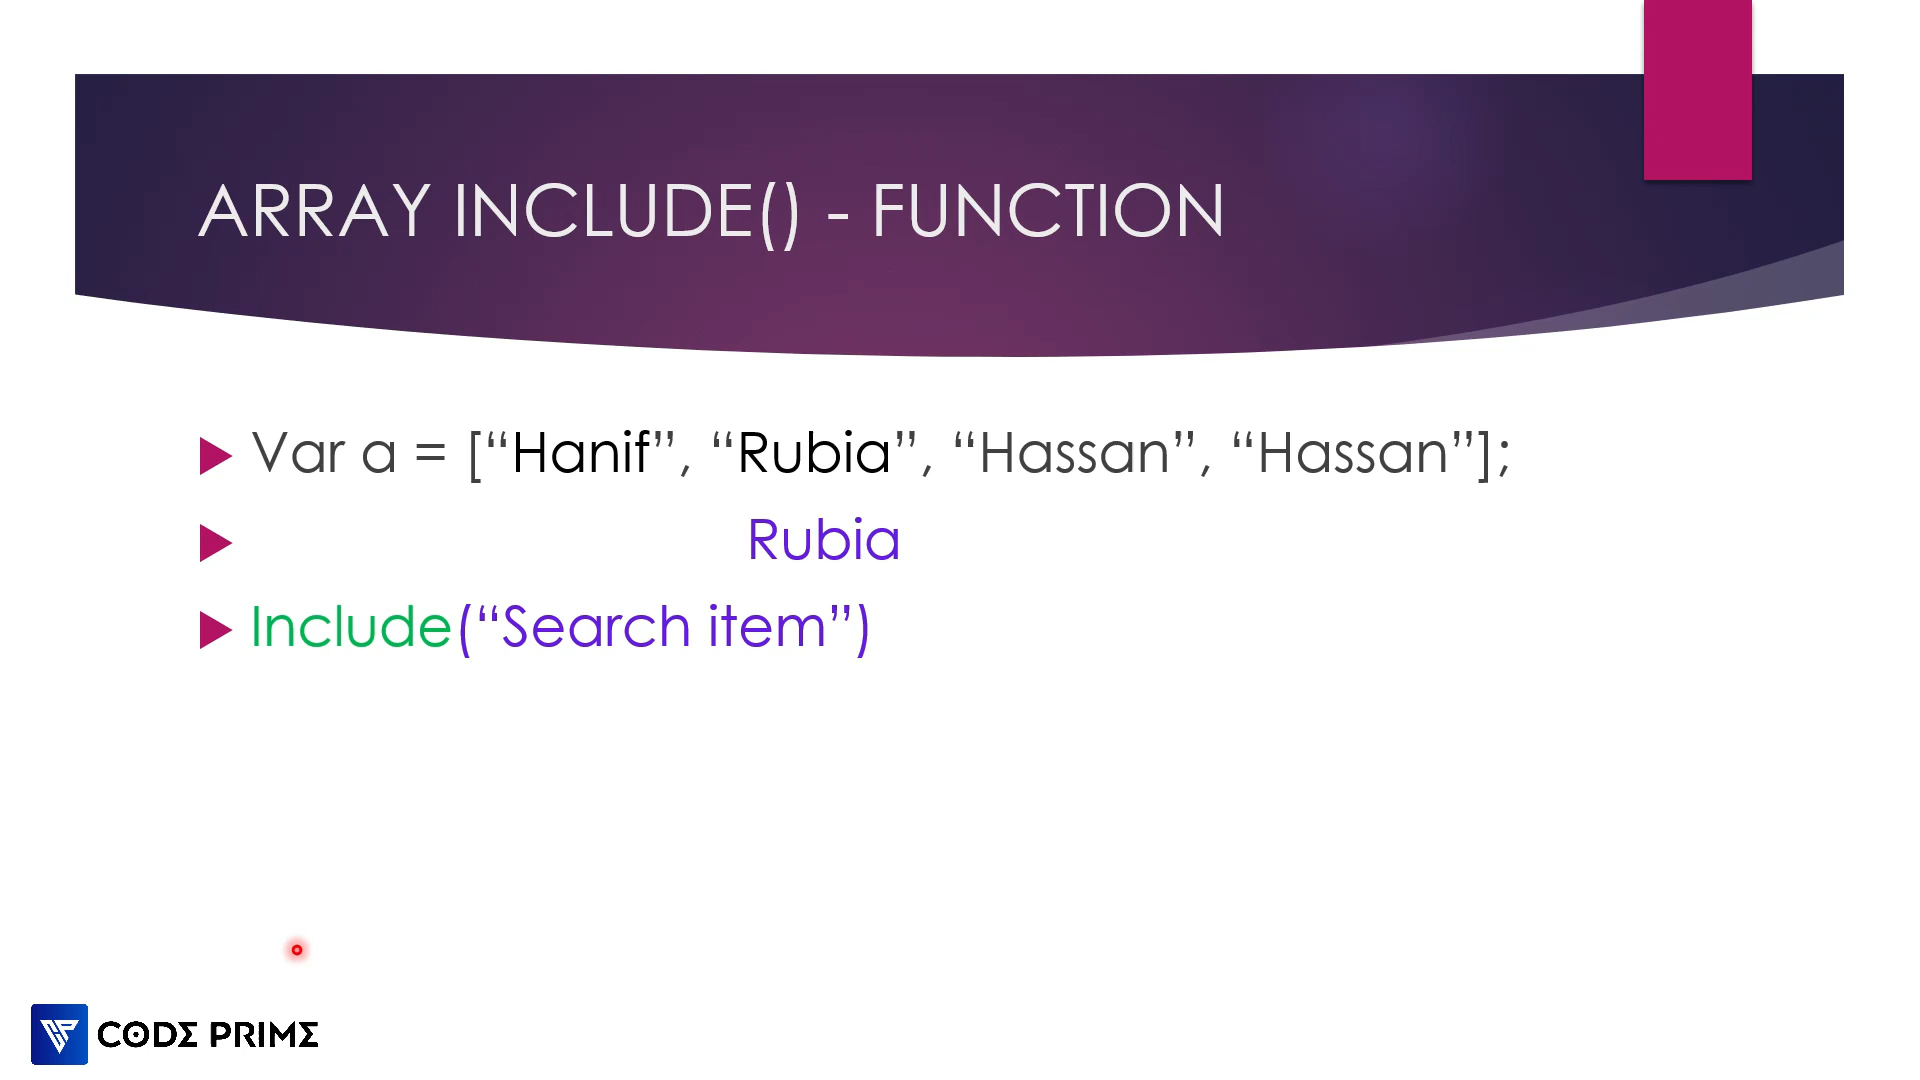 ARRAY INCLUDE() - FUNCTION
Var a = [“Hanif”, “Rubia”, “Hassan”, “Hassan”];
Rubia
Include(“Search item”)
CODΣ PRIMΣ